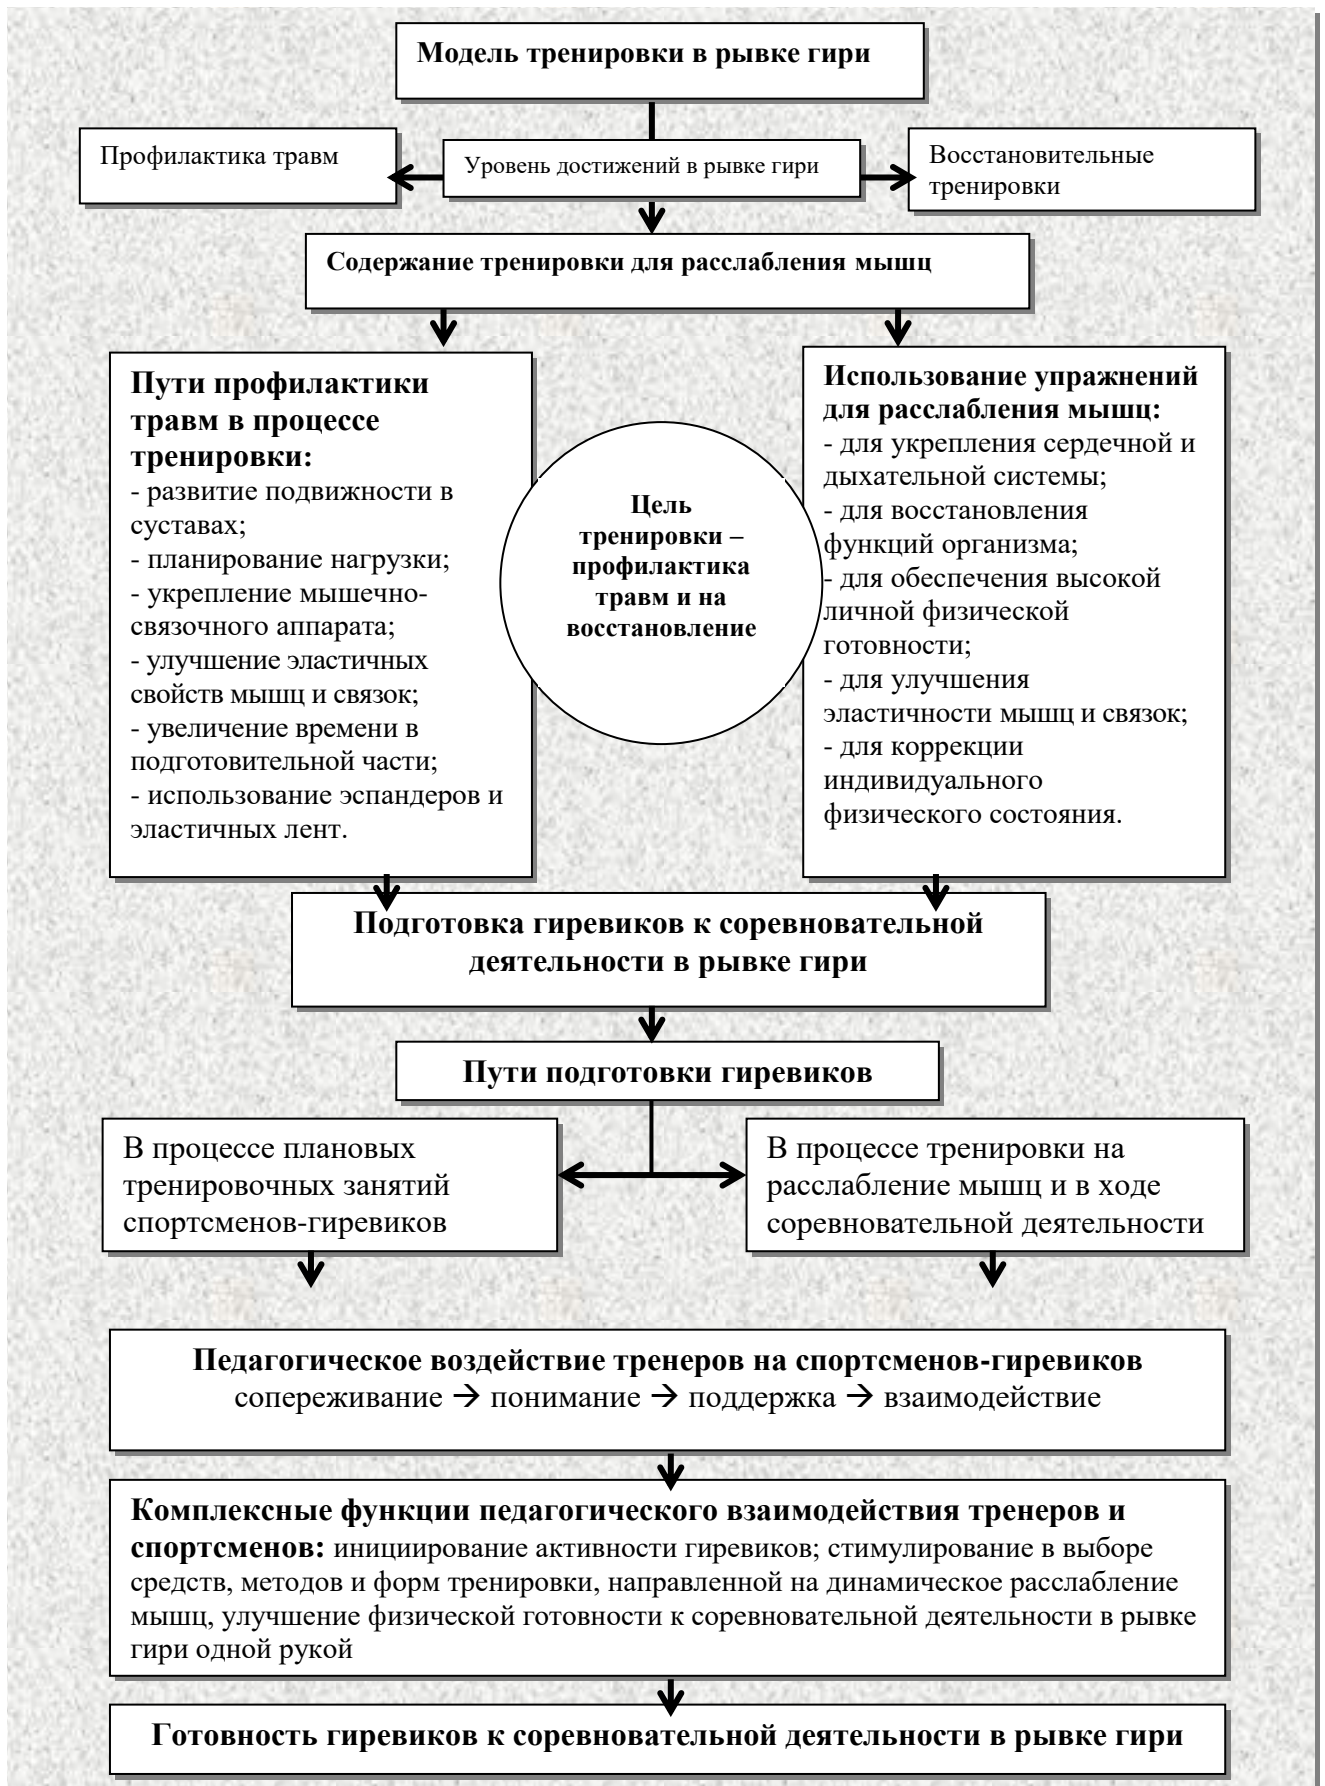 Модель тренировки в рывке гири
Профилактика травм
Уровень достижений в рывке гири
Восстановительные
тренировки
Содержание тренировки для расслабления мышц
Пути профилактики
травм в процессе
тренировки:
- развитие подвижности в
суставах;
- планирование нагрузки;
- укрепление мышечно-
связочного аппарата;
- улучшение эластичных
свойств мышц и связок;
- увеличение времени в
подготовительной части;
- использование эспандеров и
эластичных лент.
Цель
тренировки –
профилактика
травм и на
восстановление
Использование упражнений
для расслабления мышц:
- для укрепления сердечной и
дыхательной системы;
- для восстановления
функций организма;
- для обеспечения высокой
личной физической
готовности;
- для улучшения
эластичности мышц и связок;
- для коррекции
индивидуального
физического состояния.
Подготовка гиревиков к соревновательной
деятельности в рывке гири
Пути подготовки гиревиков
В процессе плановых
тренировочных занятий
спортсменов-гиревиков
В процессе тренировки на
расслабление мышц и в ходе
соревновательной деятельности
Педагогическое воздействие тренеров на спортсменов-гиревиков
сопереживание → понимание → поддержка → взаимодействие
Комплексные функции педагогического взаимодействия тренеров и
спортсменов: инициирование активности гиревиков; стимулирование в выборе
средств, методов и форм тренировки, направленной на динамическое расслабление
мышц, улучшение физической готовности к соревновательной деятельности в рывке
гири одной рукой
Готовность гиревиков к соревновательной деятельности в рывке гири